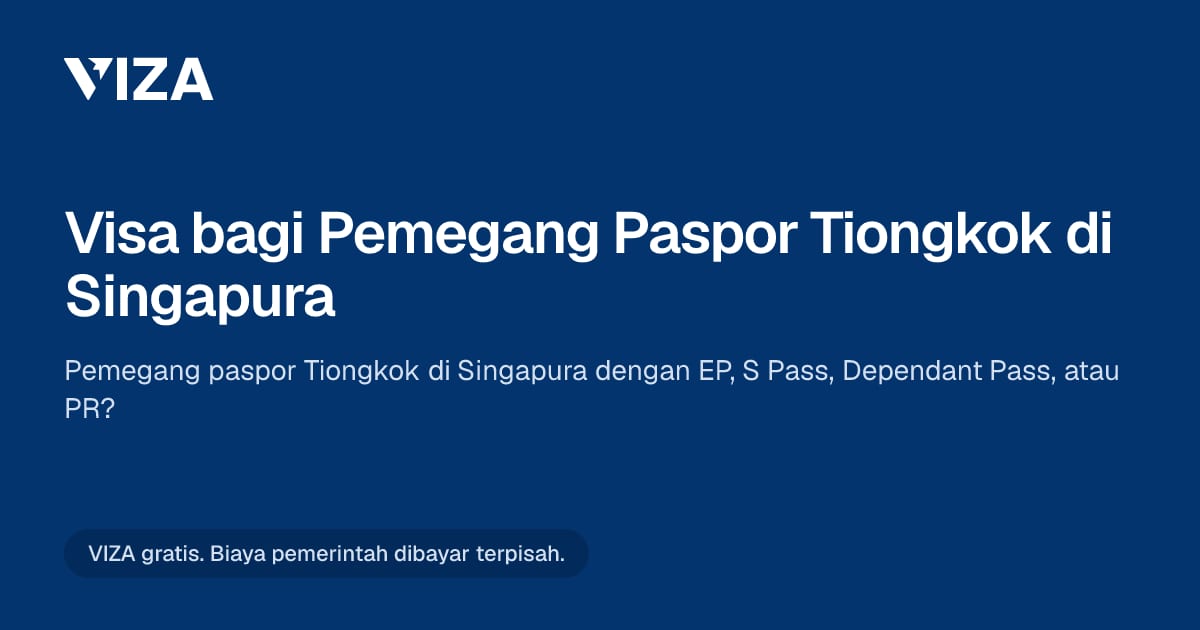 VIZA
Visa bagi Pemegang Paspor Tiongkok di
Singapura
Pemegang paspor Tiongkok di Singapura dengan EP, S Pass, Dependant Pass, atau
PR?
VIZA gratis. Biaya pemerintah dibayar terpisah.